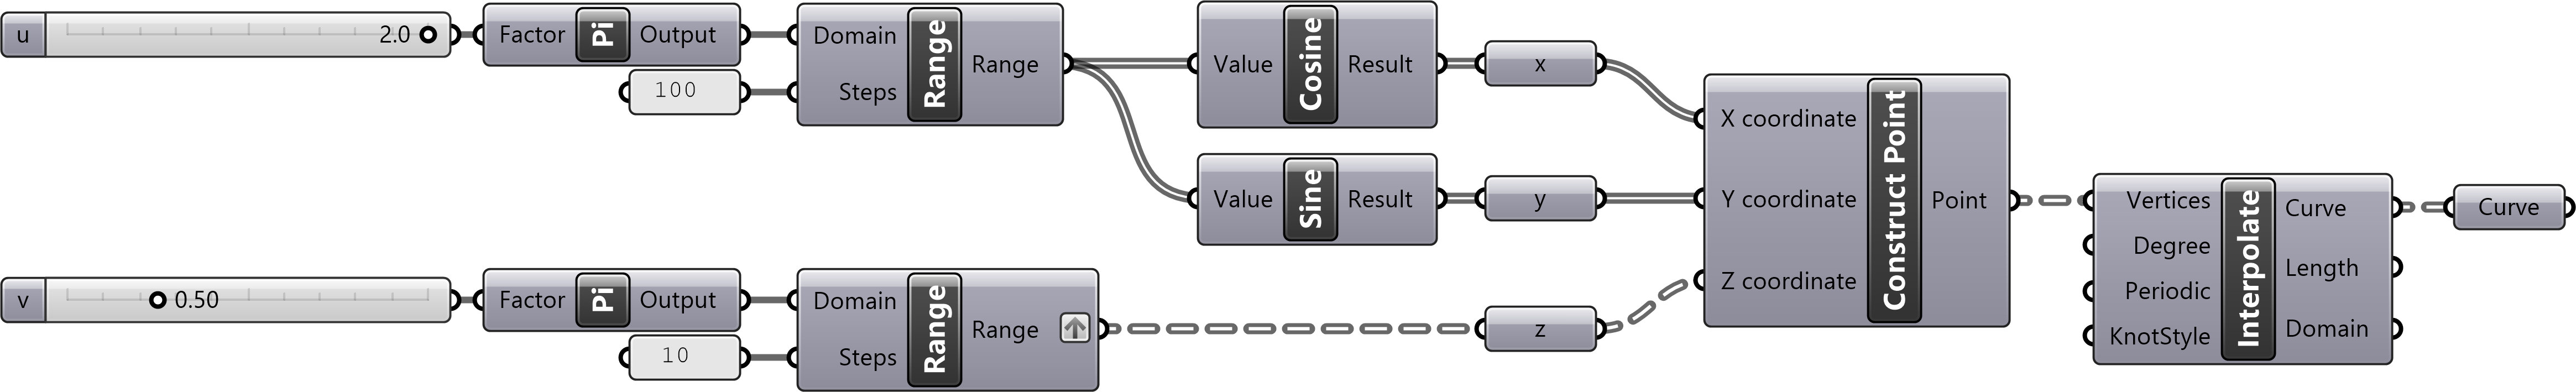 u
2.0
Factor
Pi
Output
100
Domain
Steps
Range
Range
Value
Cosine
Result
x
Value
Sine
Result
y
v
0.50
Factor
Pi
Output
10
Domain
Steps
Range
Range
z
X coordinate
Y coordinate
Z coordinate
Construct Point
Point
Vertices
Degree
Periodic
KnotStyle
Interpolate
Curve
Length
Domain
Curve